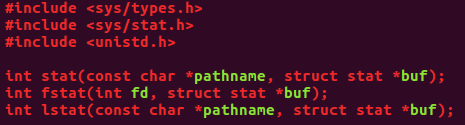 #include <sys/types.h>
#include <sys/stat.h>
#include <unistd.h>
int stat(const char *pathname, struct stat *buf);
int fstat(int fd, struct stat *buf);
int lstat(const char *pathname, struct stat *buf);